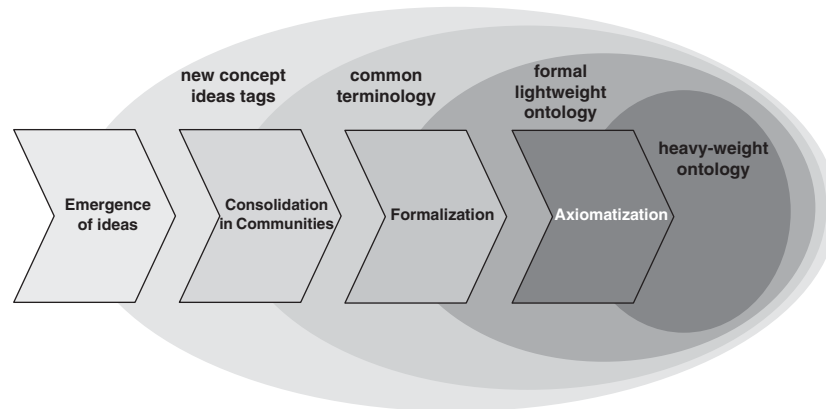 new concept
ideas tags
common
terminology
formal
lightweight
ontology
heavy-weight
ontology
Emergence
of ideas
Consolidation
in Communities
Formalization
Axiomatization